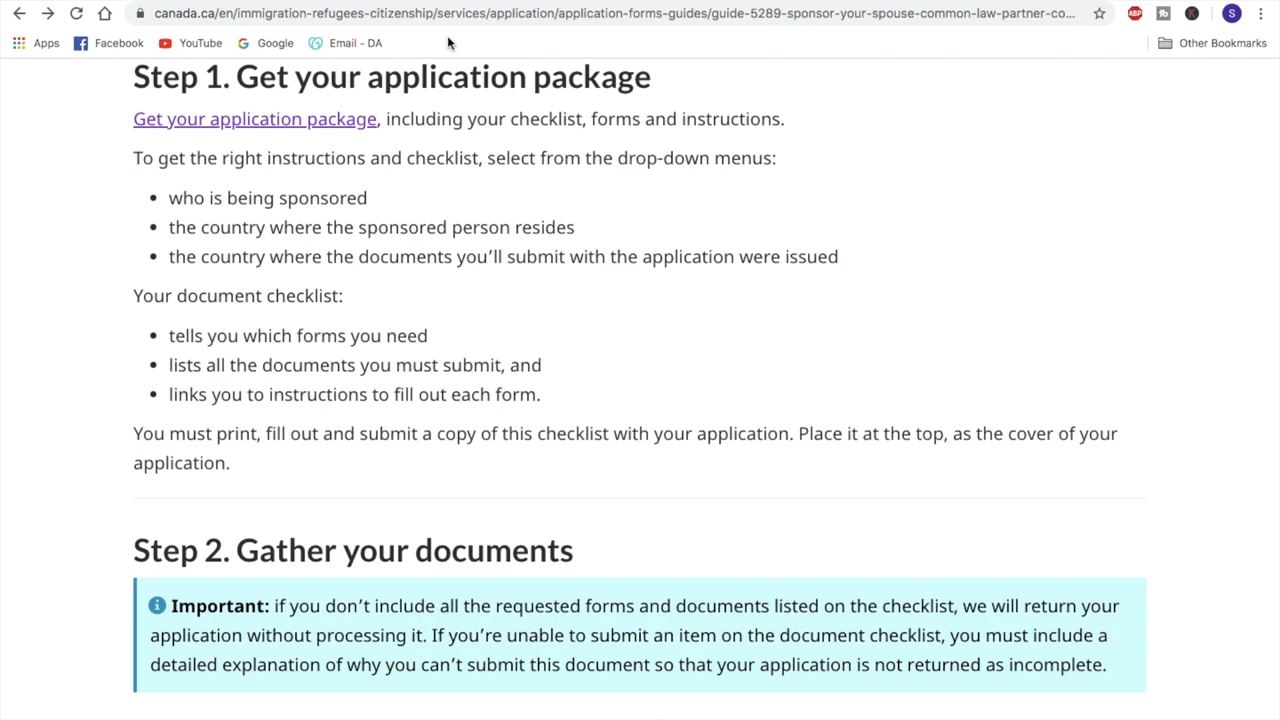 canada.ca/en/immigration-refugees-citizenship/services/application/application-forms-guides/guide-5289-sponsor-your-spouse-common-law-partner-co...
ABP
tb
K
S
Apps
Facebook
YouTube
Google
Email - DA
Other Bookmarks
Step 1. Get your application package
Get your application package, including your checklist, forms and instructions.
To get the right instructions and checklist, select from the drop-down menus:
• who is being sponsored
• the country where the sponsored person resides
• the country where the documents you’ll submit with the application were issued
Your document checklist:
• tells you which forms you need
• lists all the documents you must submit, and
• links you to instructions to fill out each form.
You must print, fill out and submit a copy of this checklist with your application. Place it at the top, as the cover of your
application.
Step 2. Gather your documents
Important: if you don’t include all the requested forms and documents listed on the checklist, we will return your
application without processing it. If you’re unable to submit an item on the document checklist, you must include a
detailed explanation of why you can’t submit this document so that your application is not returned as incomplete.